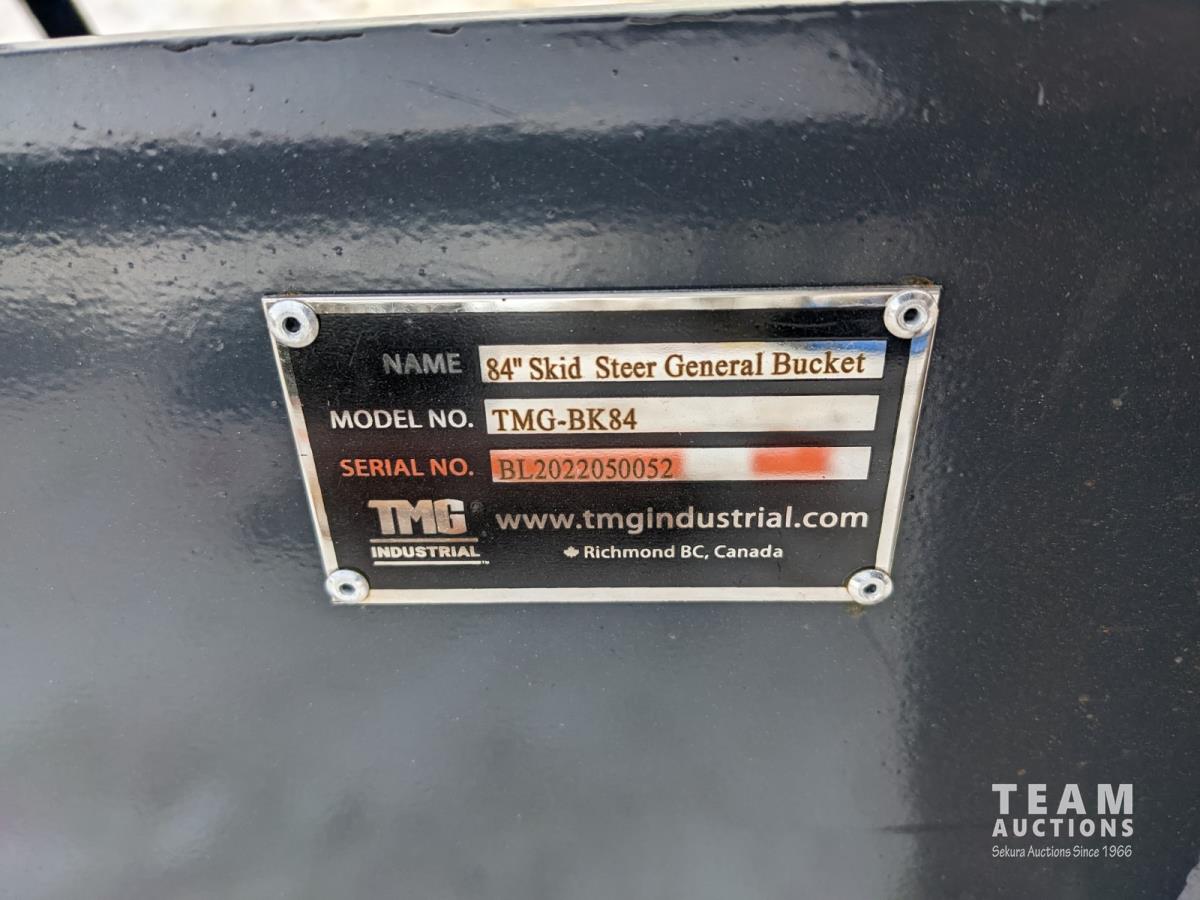 NAME 84" Skid Steer General Bucket
MODEL NO. TMG-BK84
SERIAL NO. BL2022050052
TMG® www.tmgindustrial.com
INDUSTRIAL™ Richmond BC, Canada
TEAM
AUCTIONS
Sekura Auctions Since 1966